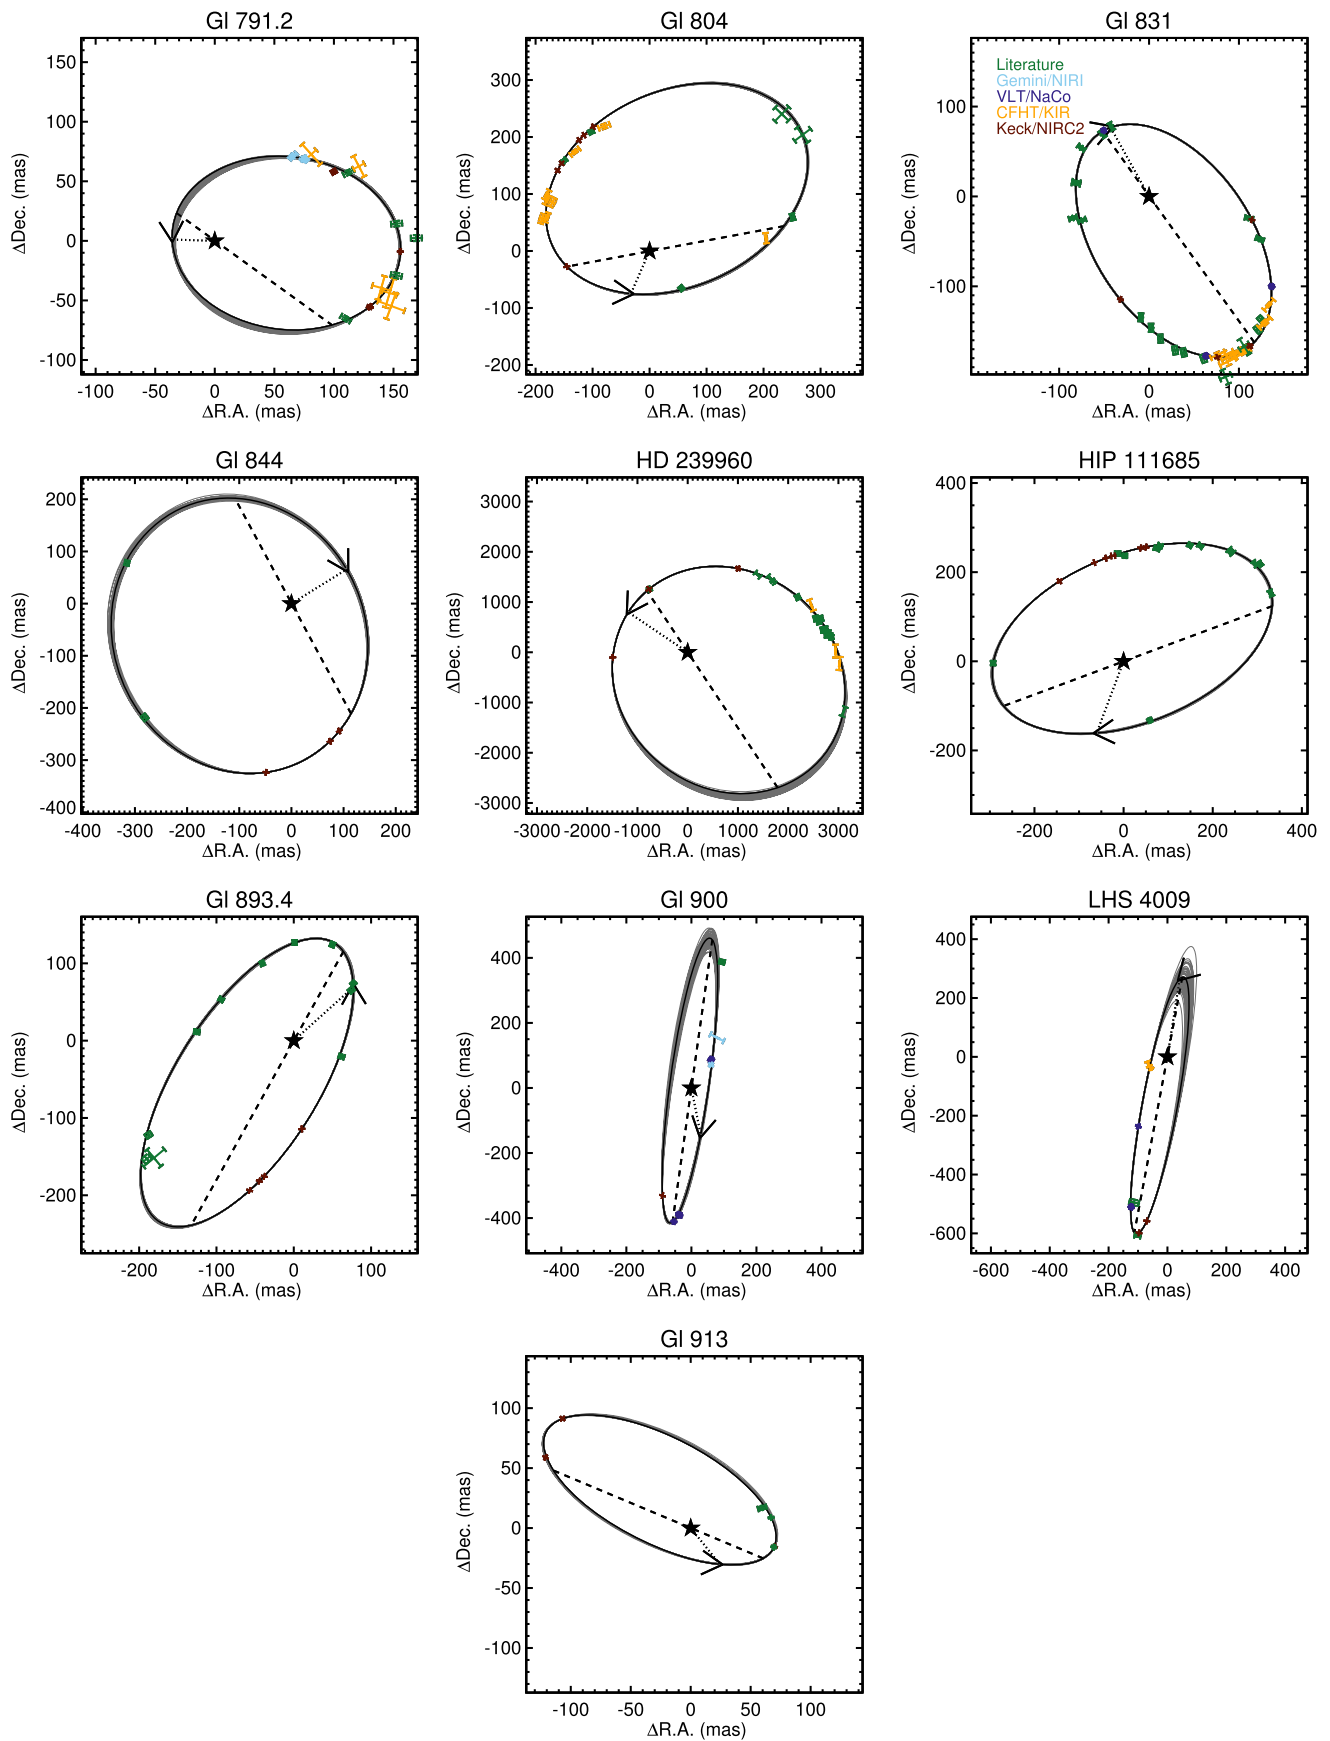 Gl 791.2
Gl 804
Gl 831
150
100
50
0
-50
-100
ΔDec. (mas)
-100 -50 0 50 100 150
ΔR.A. (mas)
300
200
100
0
-100
-200
ΔDec. (mas)
-200 -100 0 100 200 300
ΔR.A. (mas)
Literature
Gemini/NIRI
VLT/NaCo
CFHT/KIR
Keck/NIRC2
100
0
-100
ΔDec. (mas)
-100 0 100
ΔR.A. (mas)
Gl 844
HD 239960
HIP 111685
200
100
0
-100
-200
-300
-400
ΔDec. (mas)
-400 -300 -200 -100 0 100 200
ΔR.A. (mas)
3000
2000
1000
0
-1000
-2000
-3000
ΔDec. (mas)
-3000 -2000 -1000 0 1000 2000 3000
ΔR.A. (mas)
400
200
0
-200
ΔDec. (mas)
-200 0 200 400
ΔR.A. (mas)
Gl 893.4
Gl 900
LHS 4009
100
0
-100
-200
ΔDec. (mas)
-200 -100 0 100
ΔR.A. (mas)
400
200
0
-200
-400
ΔDec. (mas)
-400 -200 0 200 400
ΔR.A. (mas)
400
200
0
-200
-400
-600
ΔDec. (mas)
-600 -400 -200 0 200 400
ΔR.A. (mas)
Gl 913
100
50
0
-50
-100
ΔDec. (mas)
-100 -50 0 50 100
ΔR.A. (mas)